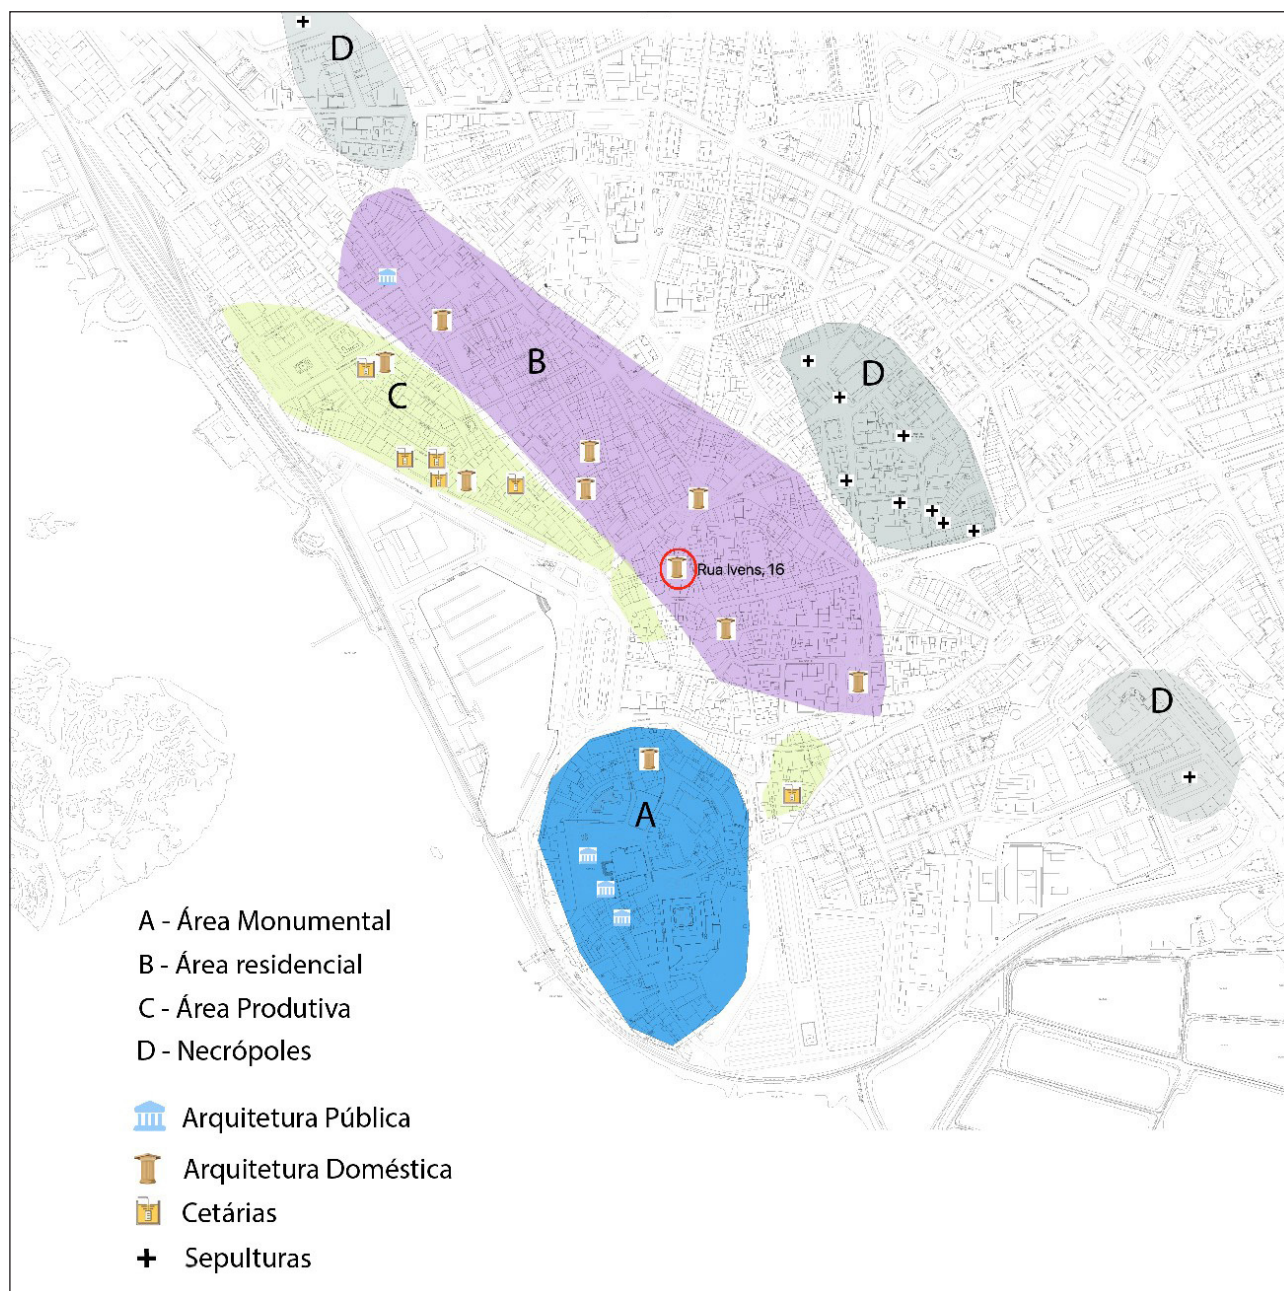 D
B
D
C
Rua Ivens, 16
D
A
A - Área Monumental
B - Área residencial
C - Área Produtiva
D - Necrópoles
Arquitetura Pública
Arquitetura Doméstica
Cetárias
Sepulturas